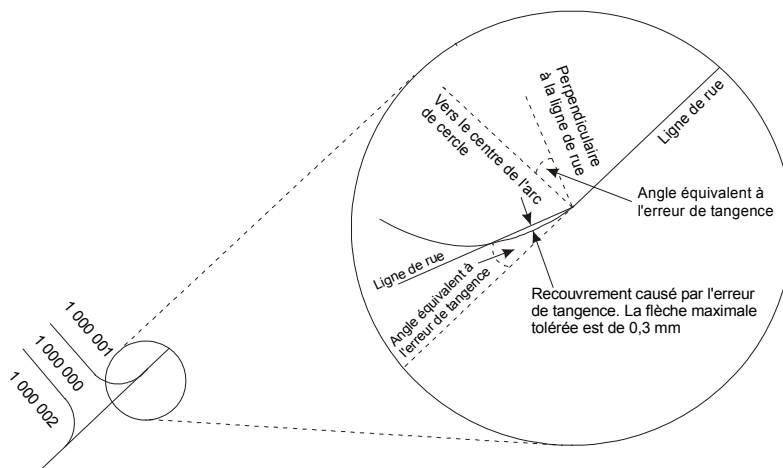 Perpendiculaire
à la ligne de rue
Vers le centre de l'arc
de cercle
Ligne de rue
Angle équivalent à
l'erreur de tangence
Ligne de rue
Angle équivalent à
l'erreur de tangence
Recouvrement causé par l'erreur
de tangence. La flèche maximale
tolérée est de 0,3 mm
1 000 001
1 000 000
1 000 002